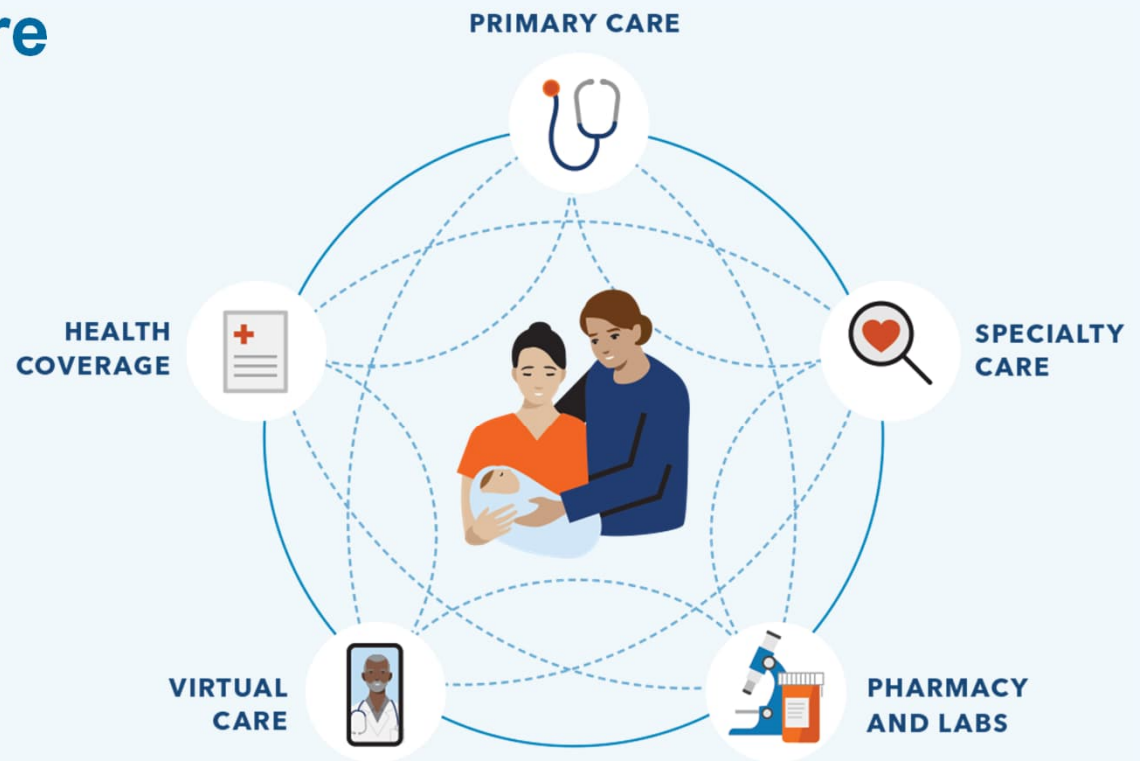 re
PRIMARY CARE
HEALTH
COVERAGE
SPECIALTY
CARE
VIRTUAL
CARE
PHARMACY
AND LABS